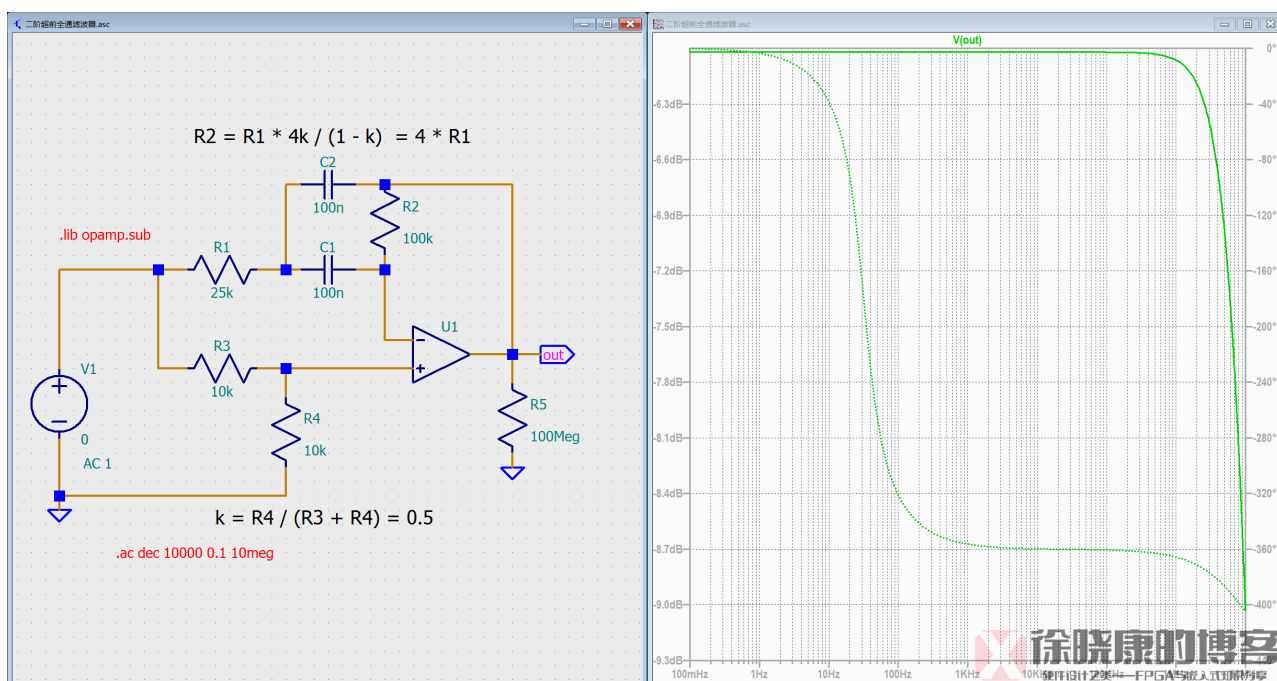 二阶超前全通滤波器.asc
R2 = R1 * 4k / (1 - k)  = 4 * R1
C2
100n
R2
100k
.lib opamp.sub
R1
25k
C1
100n
U1
R3
10k
V1
0
AC 1
R4
10k
out
R5
100Meg
k = R4 / (R3 + R4) = 0.5
.ac dec 10000 0.1 10meg
二阶超前全通滤波器.asc
V(out)
0°
-6.3dB
-40°
-6.6dB
-80°
-6.9dB
-120°
-7.2dB
-160°
-7.5dB
-200°
-7.8dB
-240°
-8.1dB
-280°
-8.4dB
-320°
-8.7dB
-360°
-9.0dB
-400°
-9.3dB
徐晓康的博客
100mHz
1Hz
10Hz
100Hz
1KHz